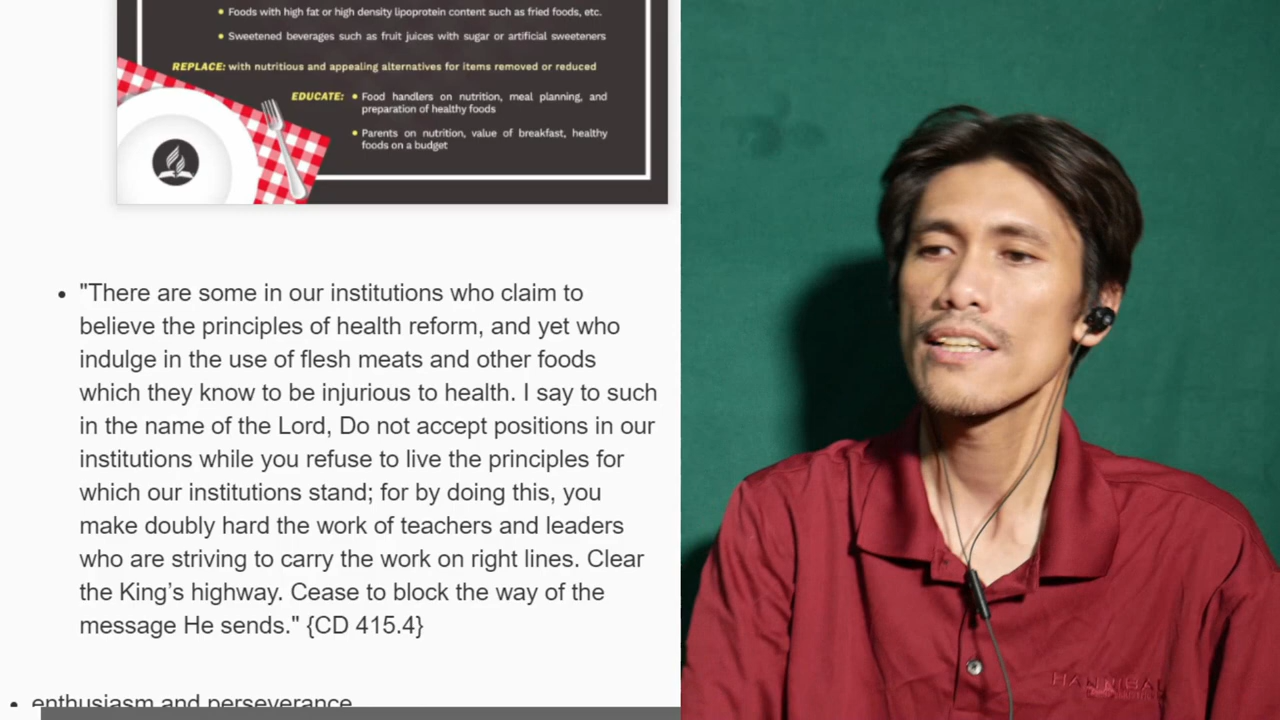 • Foods with high fat or high density lipoprotein content such as fried foods, etc.
• Sweetened beverages such as fruit juices with sugar or artificial sweeteners
REPLACE: with nutritious and appealing alternatives for items removed or reduced
EDUCATE: • Food handlers on nutrition, meal planning, and
preparation of healthy foods
• Parents on nutrition, value of breakfast, healthy
foods on a budget
• "There are some in our institutions who claim to
believe the principles of health reform, and yet who
indulge in the use of flesh meats and other foods
which they know to be injurious to health. I say to such
in the name of the Lord, Do not accept positions in our
institutions while you refuse to live the principles for
which our institutions stand; for by doing this, you
make doubly hard the work of teachers and leaders
who are striving to carry the work on right lines. Clear
the King’s highway. Cease to block the way of the
message He sends." {CD 415.4}
• enthusiasm and perseverance
HANNIBAL